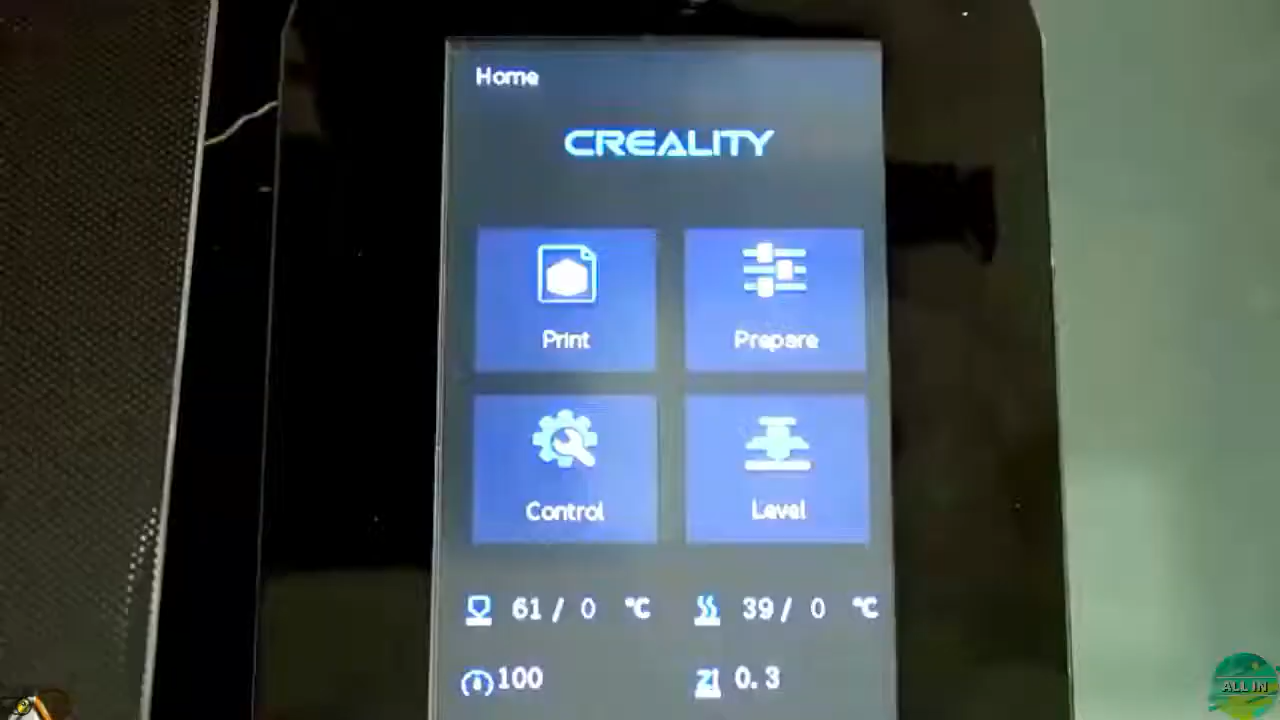 Home
CREALITY
Print
Prepare
Control
Level
61 / 0 °C
39 / 0 °C
100
0.3
ALL IN